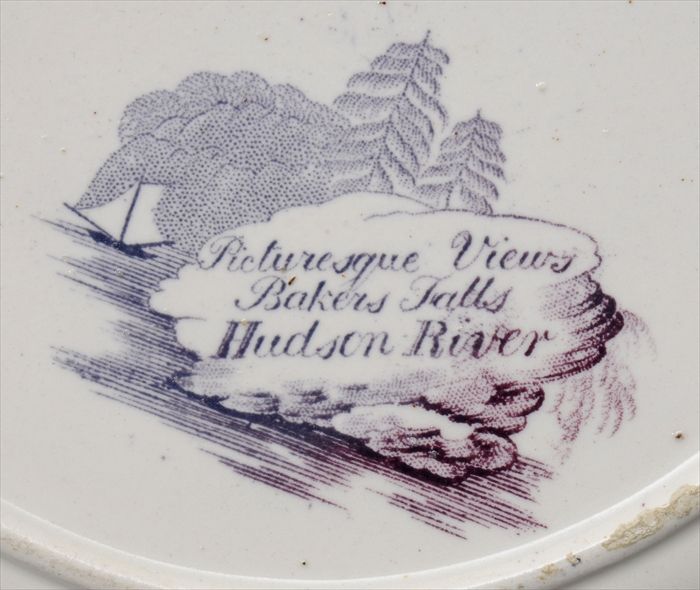 Picturesque Views
Bakers Falls
Hudson River